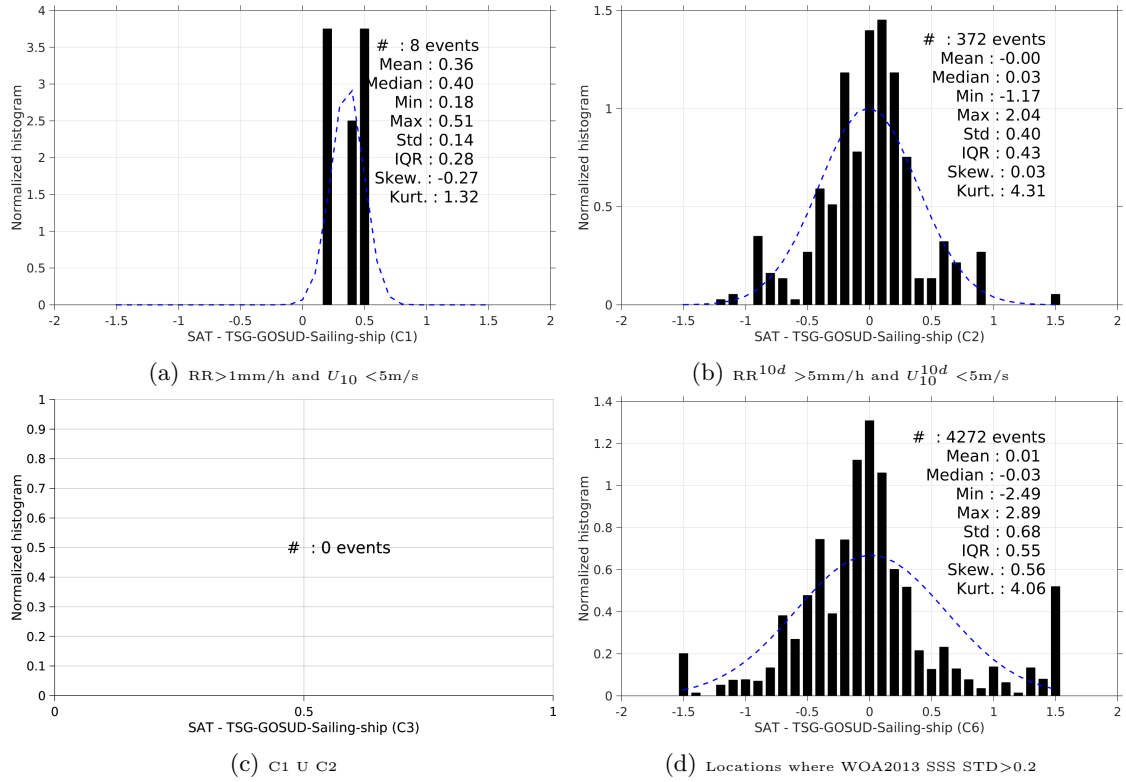 4
3.5
3
2.5
2
1.5
1
0.5
0
Normalized histogram
# : 8 events
Mean : 0.36
Median : 0.40
Min : 0.18
Max : 0.51
Std : 0.14
IQR : 0.28
Skew. : -0.27
Kurt. : 1.32
-2 -1.5 -1 -0.5 0 0.5 1 1.5 2
SAT - TSG-GOSUD-Sailing-ship (C1)
(a) RR>1mm/h and U10 <5m/s
1.5
1
0.5
0
Normalized histogram
# : 372 events
Mean : -0.00
Median : 0.03
Min : -1.17
Max : 2.04
Std : 0.40
IQR : 0.43
Skew. : 0.03
Kurt. : 4.31
-2 -1.5 -1 -0.5 0 0.5 1 1.5 2
SAT - TSG-GOSUD-Sailing-ship (C2)
(b) RR10d >5mm/h and U10 10d <5m/s
1
0.9
0.8
0.7
0.6
0.5
0.4
0.3
0.2
0.1
0
Normalized histogram
# : 0 events
0 0.5 1
SAT - TSG-GOSUD-Sailing-ship (C3)
(c) C1 U C2
1.4
1.2
1
0.8
0.6
0.4
0.2
0
Normalized histogram
# : 4272 events
Mean : 0.01
Median : -0.03
Min : -2.49
Max : 2.89
Std : 0.68
IQR : 0.55
Skew. : 0.56
Kurt. : 4.06
-2 -1.5 -1 -0.5 0 0.5 1 1.5 2
SAT - TSG-GOSUD-Sailing-ship (C6)
(d) Locations where WOA2013 SSS STD>0.2